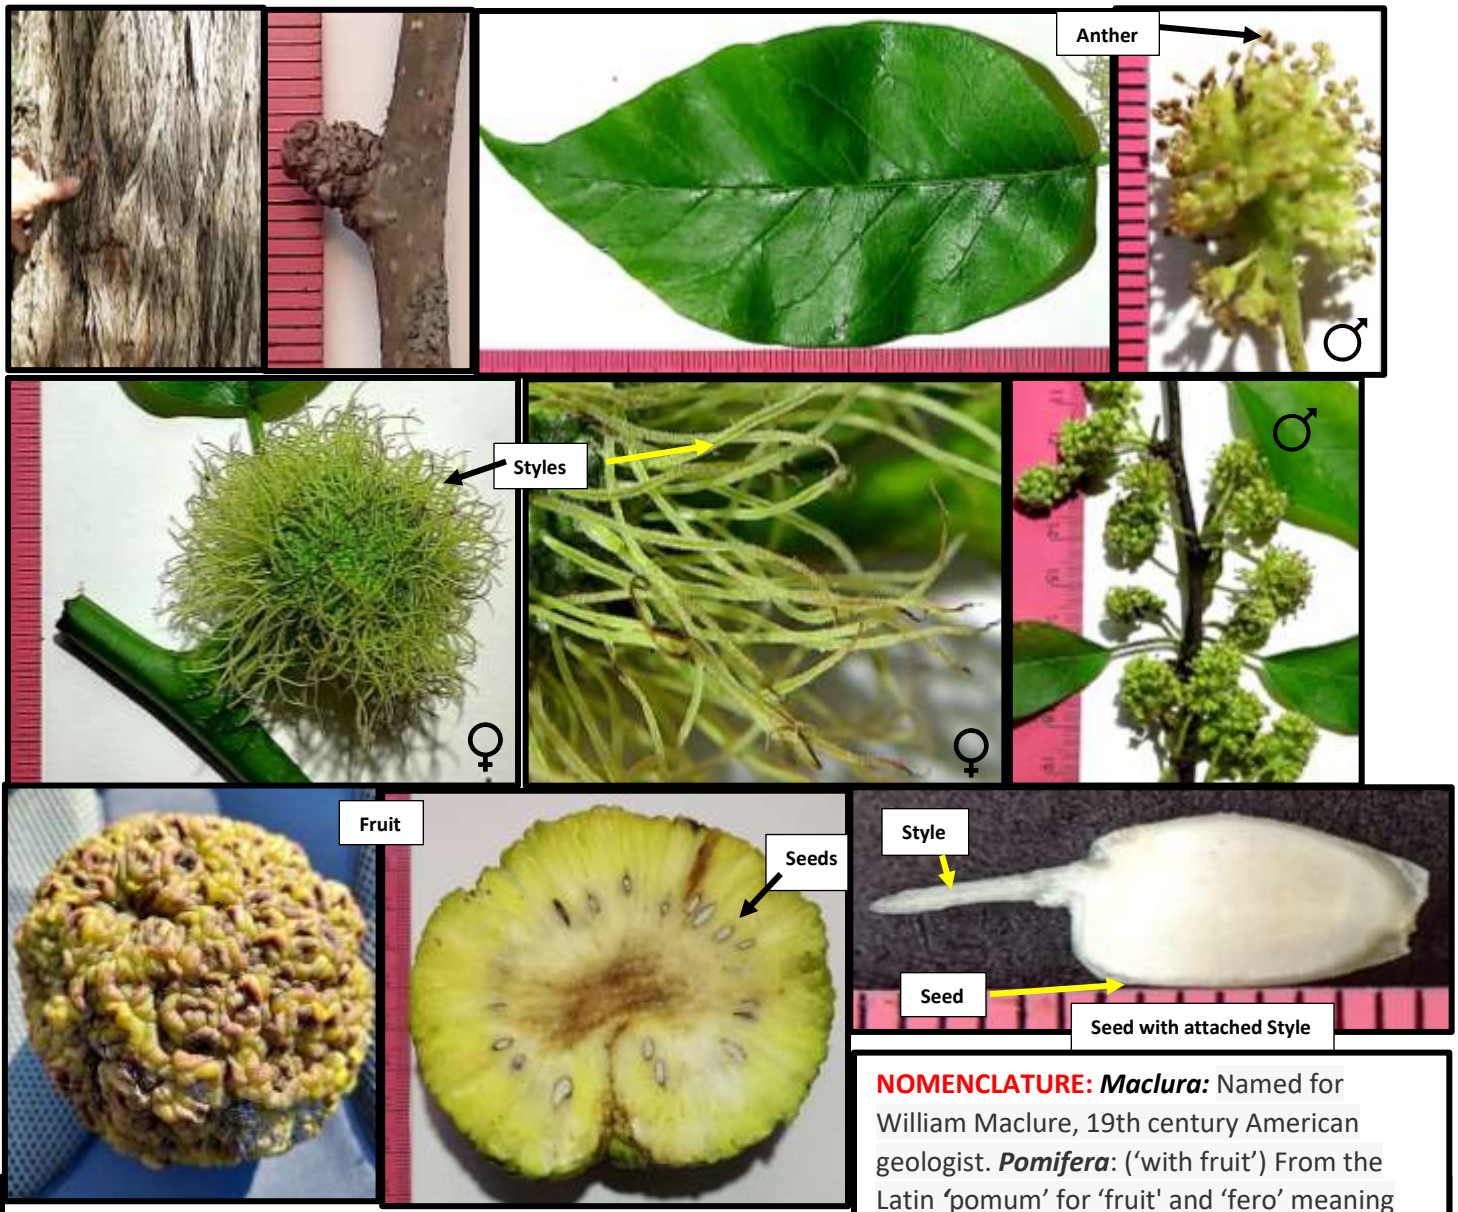 Anther
Styles
Fruit
Seeds
Style
Seed
Seed with attached Style
NOMENCLATURE: Maclura: Named for
William Maclure, 19th century American
geologist. Pomifera: (‘with fruit’) From the
Latin ‘pomum’ for ‘fruit' and ‘fero’ meaning